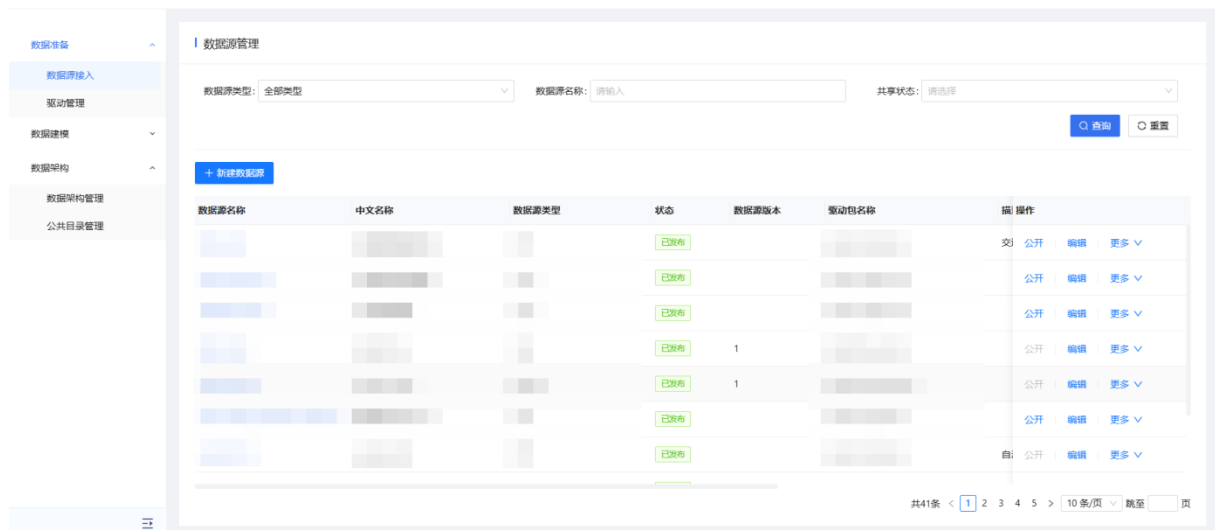 数据准备
数据源接入
驱动管理
数据建模
数据架构
数据架构管理
公共目录管理
数据源管理
数据源类型: 全部类型 数据源名称: 请输入 共享状态: 请选择
查询 重置
+ 新建数据源
数据源名称 中文名称 数据源类型 状态 数据源版本 驱动包名称 操作
已发布 公开 编辑 更多
已发布 公开 编辑 更多
已发布 公开 编辑 更多
已发布 1 公开 编辑 更多
已发布 1 公开 编辑 更多
已发布 公开 编辑 更多
已发布 公开 编辑 更多
共41条 < 1 2 3 4 5 > 10 条/页 跳至 页